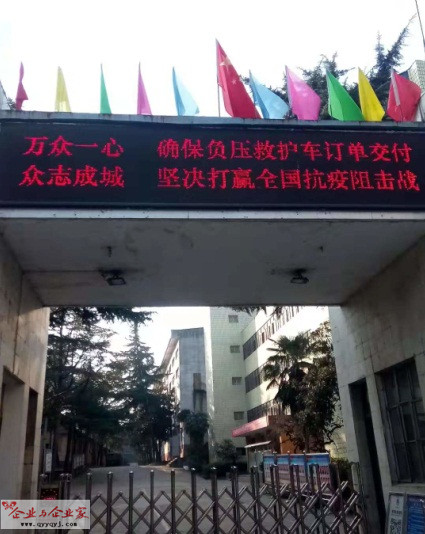 万众一心 确保负压救护车订单交付
众志成城 坚决打赢全国抗疫阻击战
企业与企业家
www.qyyqyj.com